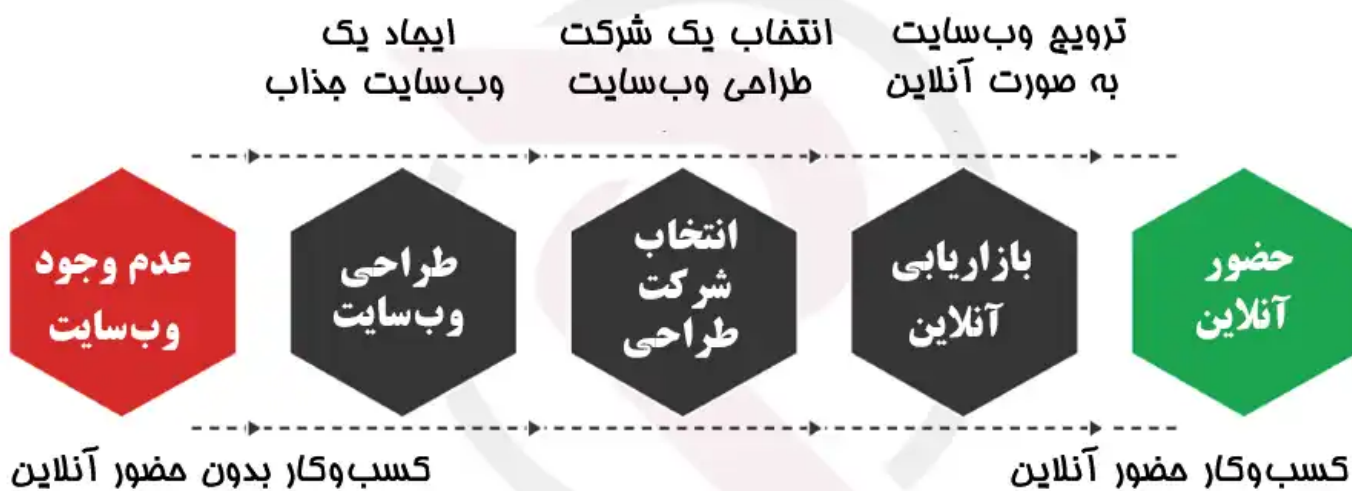 ایجاد یک
وب‌سایت جذاب
انتخاب یک شرکت
طراحی وب‌سایت
ترویج وب‌سایت
به صورت آنلاین
عدم وجود
وب‌سایت
طراحی
وب‌سایت
انتخاب
شرکت
طراحی
بازاریابی
آنلاین
حضور
آنلاین
کسب‌وکار بدون حضور آنلاین
کسب‌وکار حضور آنلاین